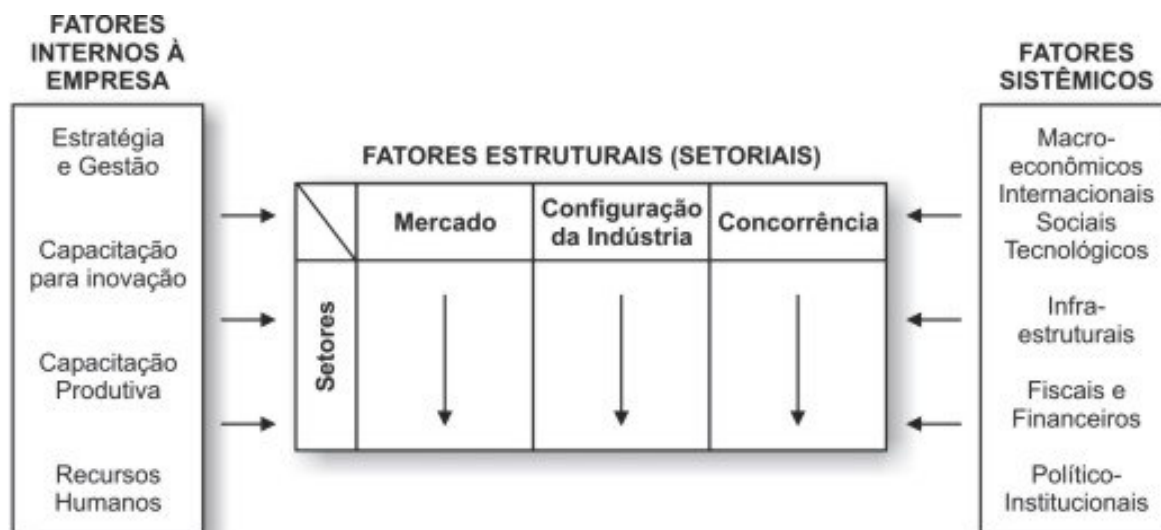 FATORES
INTERNOS À
EMPRESA
Estratégia
e Gestão
Capacitação
para inovação
Capacitação
Produtiva
Recursos
Humanos
FATORES ESTRUTURAIS (SETORIAIS)
Mercado
Configuração
da Indústria
Concorrência
Setores
FATORES
SISTÊMICOS
Macro-
econômicos
Internacionais
Sociais
Tecnológicos
Infra-
estruturais
Fiscais e
Financeiros
Político-
Institucionais